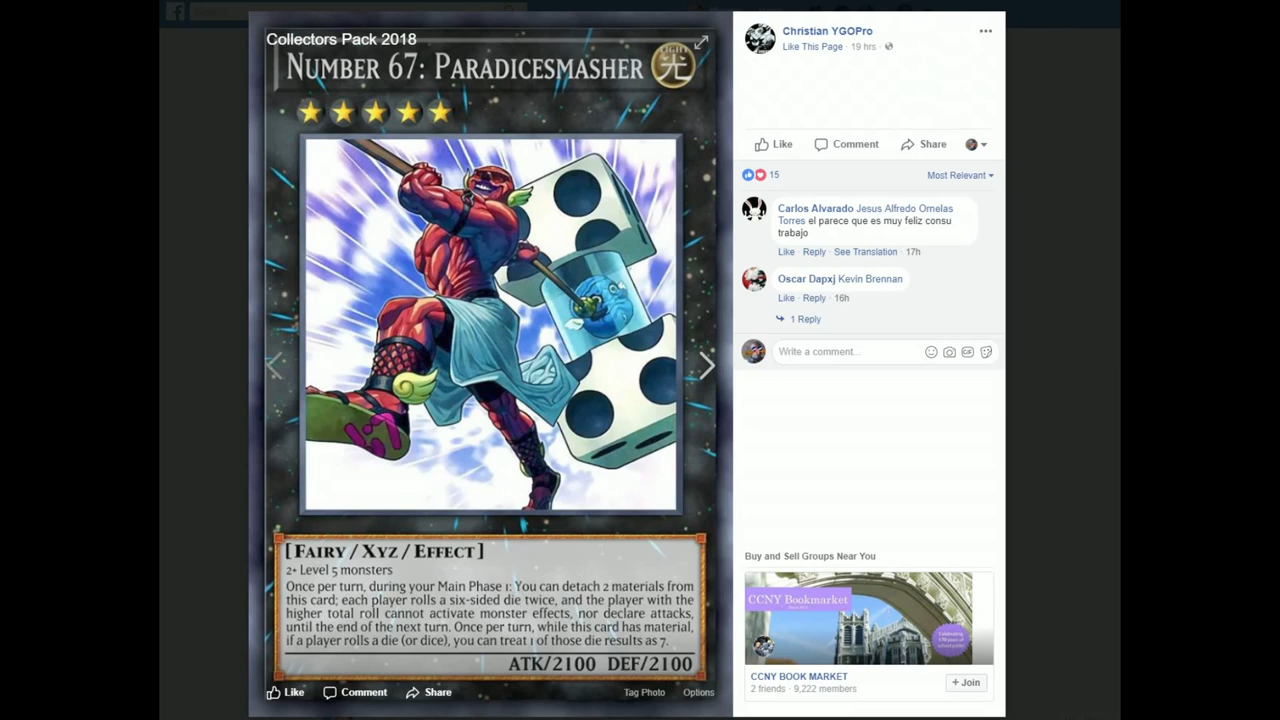 Collectors Pack 2018
NUMBER 67: PARADICESMASHER
LIGHT
光
[FAIRY / XYZ / EFFECT]
2+ Level 5 monsters
Once per turn, during your Main Phase 1: You can detach 2 materials from
this card; each player rolls a six-sided die twice, and the player with the
higher total roll cannot activate monster effects, nor declare attacks,
until the end of the next turn. Once per turn, while this card has material,
if a player rolls a die (or dice), you can treat 1 of those die results as 7.
ATK/2100 DEF/2100
Like Comment Share Tag Photo Options
Christian YGOPro
Like This Page · 19 hrs ·
Like Comment Share
15 Most Relevant
Carlos Alvarado Jesus Alfredo Ornelas
Torres el parece que es muy feliz consu
trabajo
Like · Reply · See Translation · 17h
Oscar Dapxj Kevin Brennan
Like · Reply · 16h
1 Reply
Write a comment...
GIF
Buy and Sell Groups Near You
CCNY Bookmarket
Celebrating
CCNY BOOK MARKET
2 friends · 9,222 members
+ Join